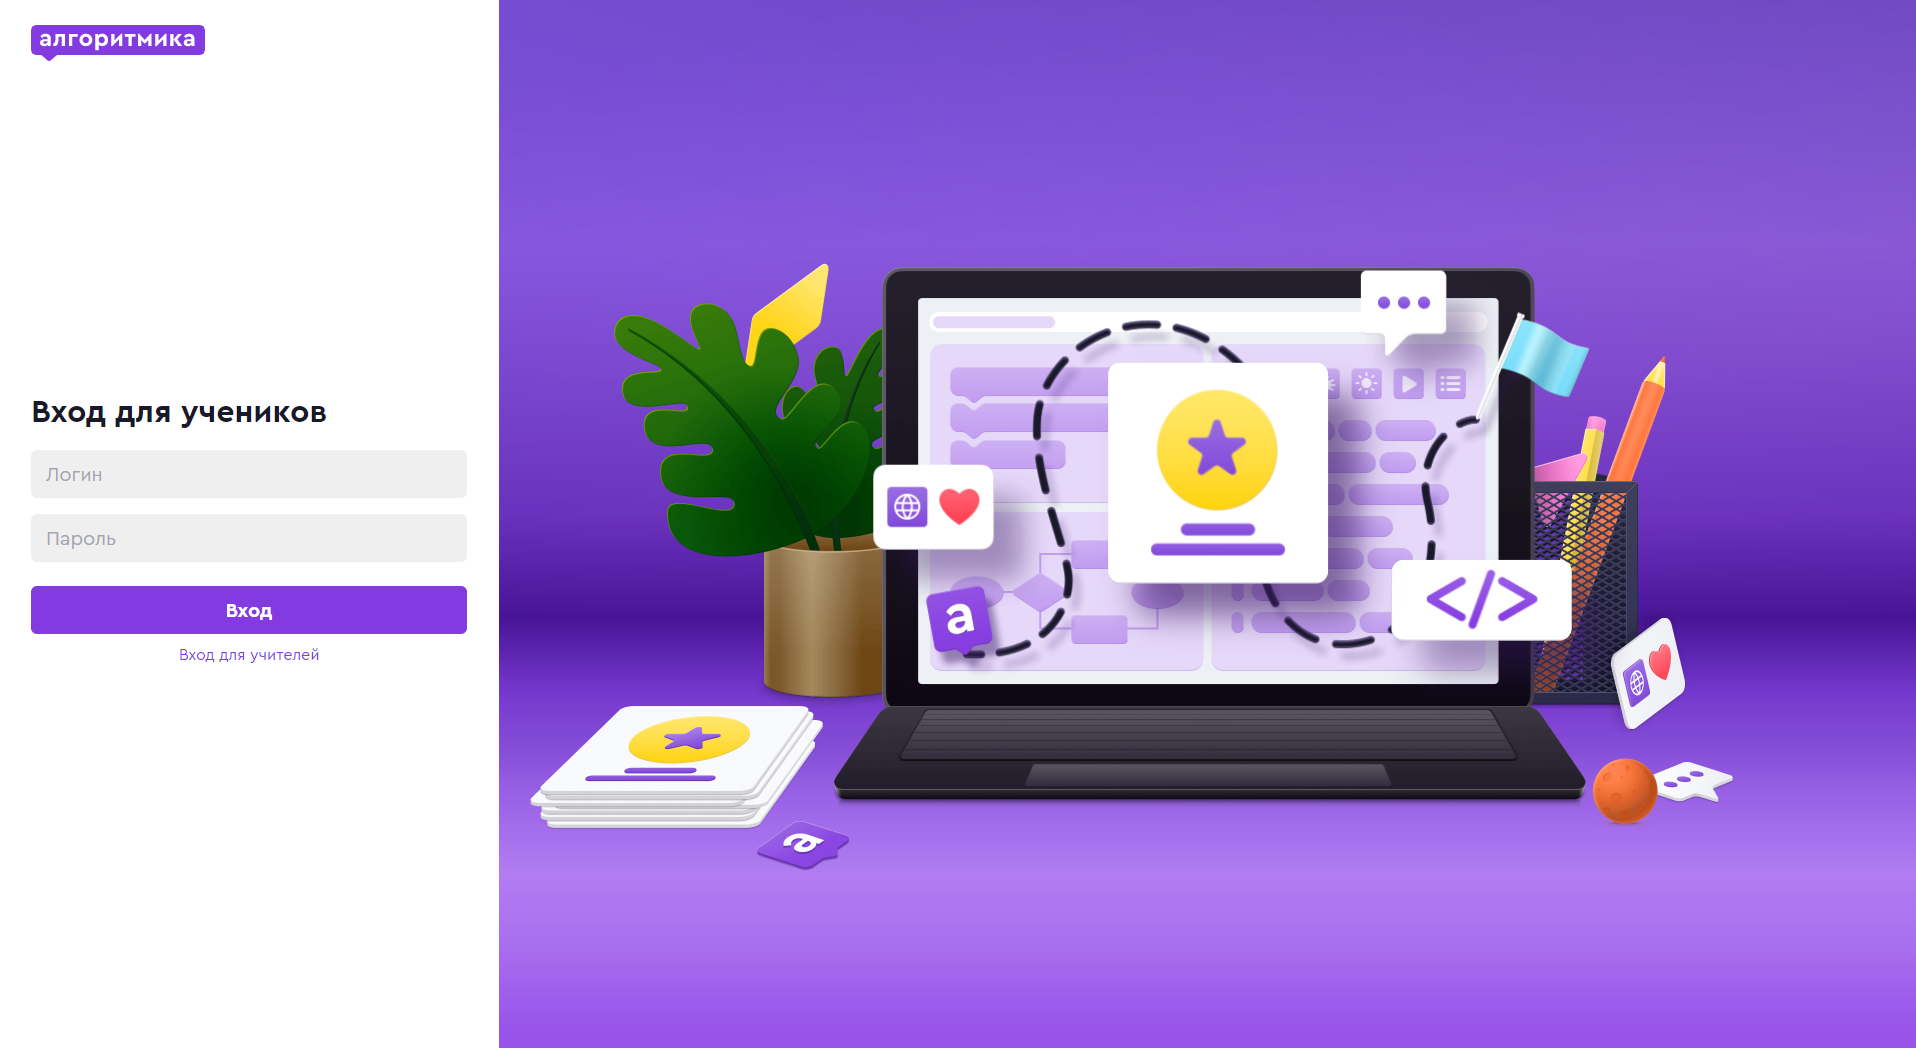 алгоритмика
Вход для учеников
Логин
Пароль
Вход
Вход для учителей
a
</>
a